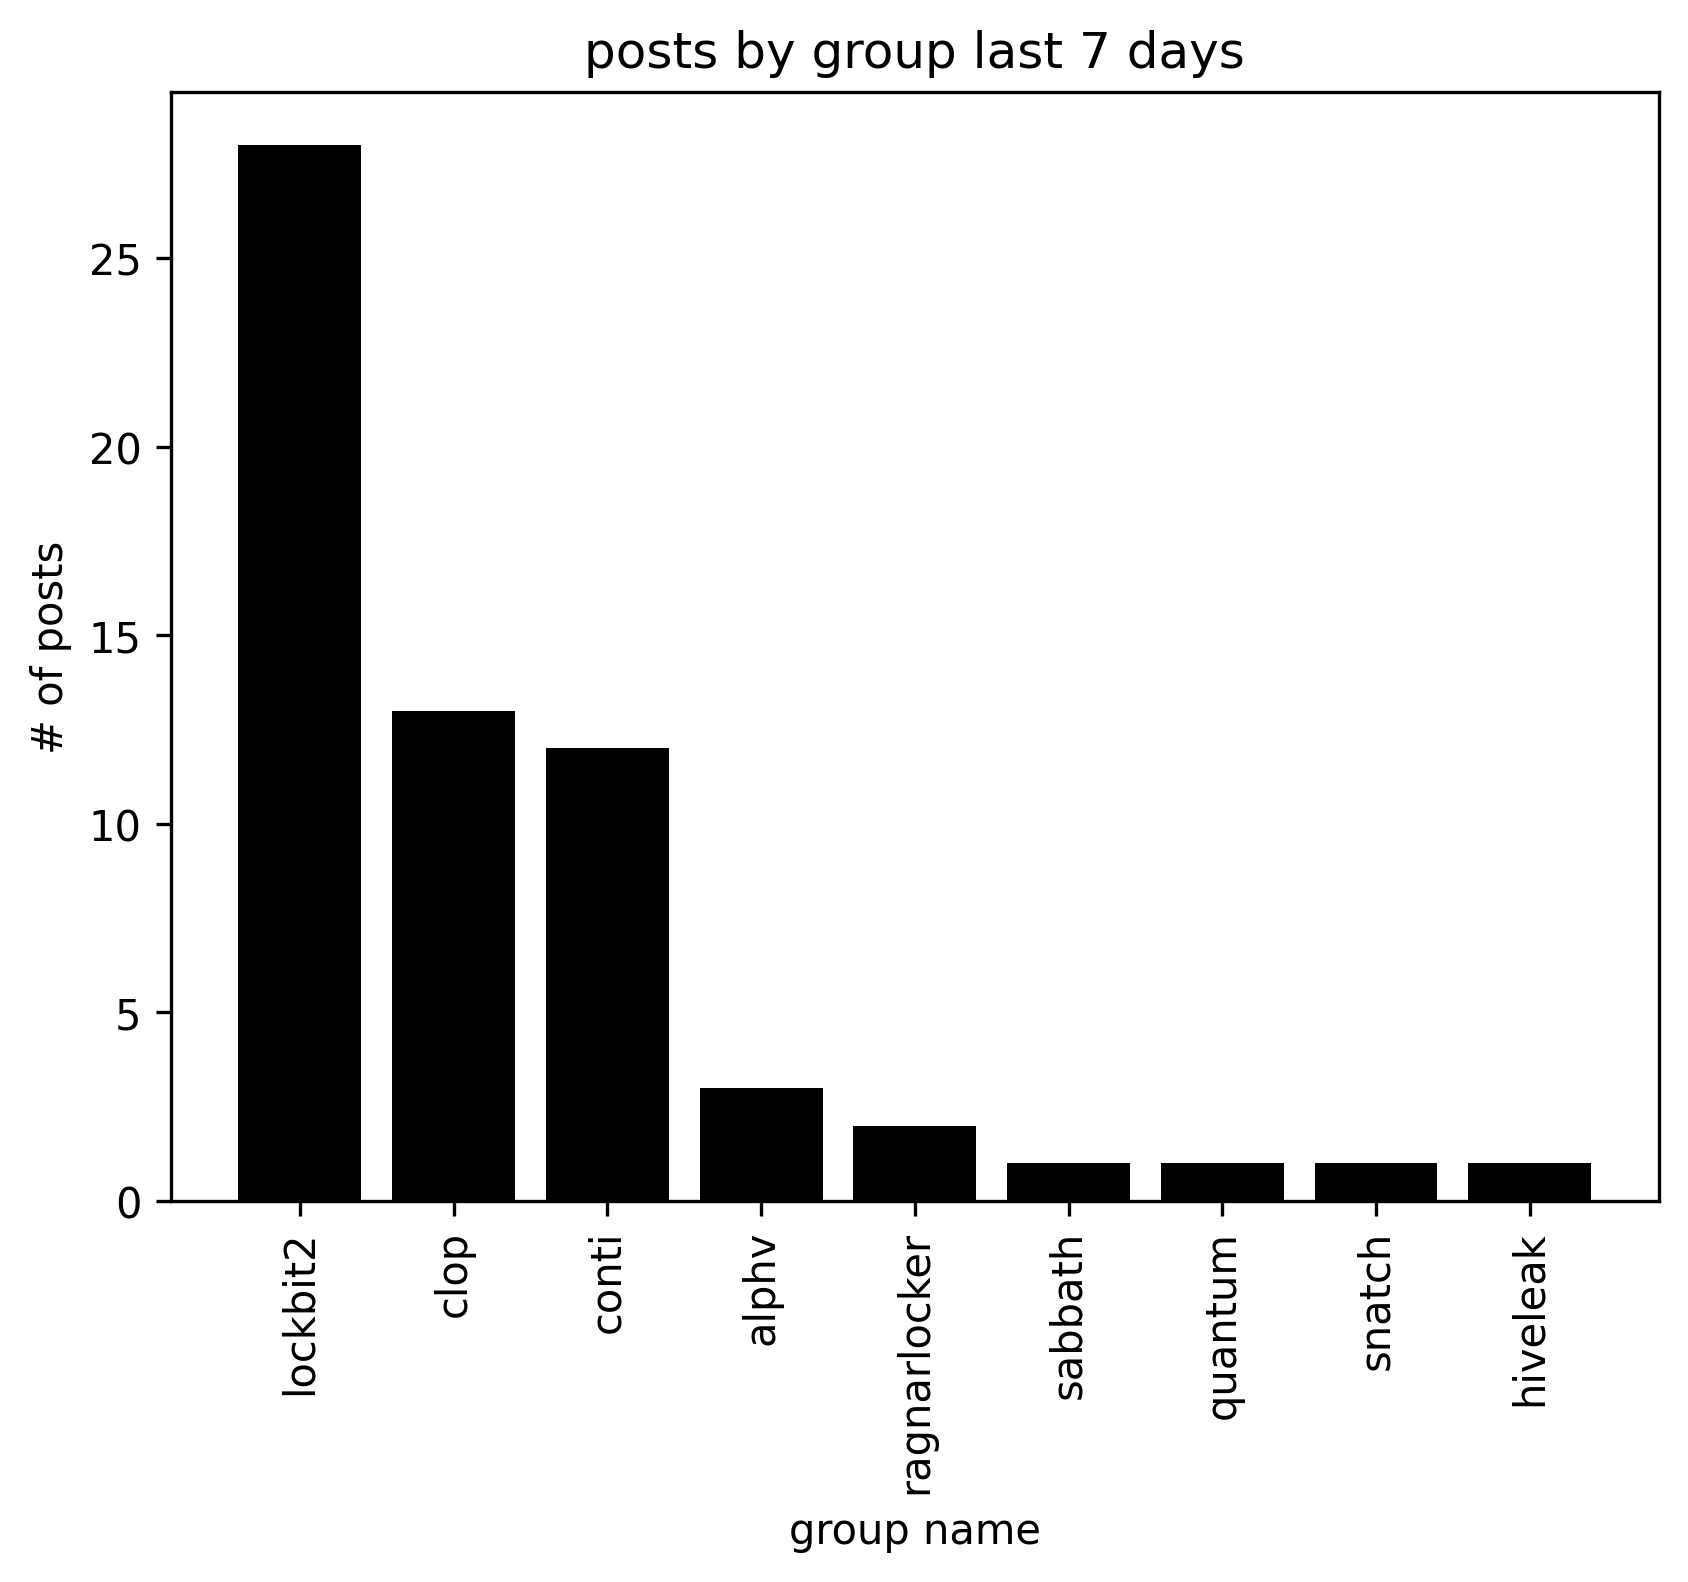 posts by group last 7 days
# of posts
25
20
15
10
5
0
lockbit2
clop
conti
alphv
ragnarlocker
sabbath
quantum
snatch
hiveleak
group name